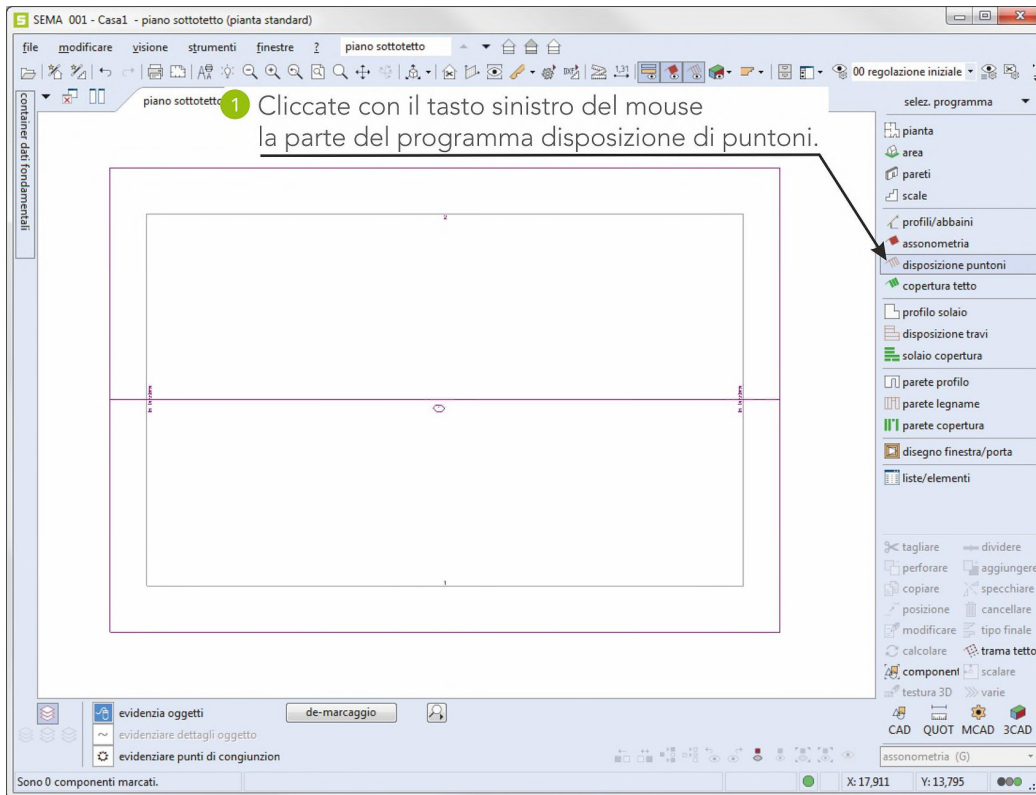 SEMA 001 - Casa1 - piano sottotetto (pianta standard)
file modificare visione strumenti finestre ? piano sottotetto
00 regolazione iniziale
piano sottotetto
1 Cliccate con il tasto sinistro del mouse
la parte del programma disposizione di puntoni.
container dati fondamentali
selez. programma
pianta
area
pareti
scale
profili/abbaini
assonometria
disposizione puntoni
copertura tetto
profilo solaio
disposizione travi
solaio copertura
parete profilo
parete legname
parete copertura
disegno finestra/porta
liste/elementi
2
1
tagliare dividere
perforare aggiungere
copiare specchiare
posizione cancellare
modificare tipo finale
calcolare trama tetto
component scalare
testura 3D varie
CAD QUOT MCAD 3CAD
assonometria (G)
evidenzia oggetti de-marcaggio
evidenziare dettagli oggetto
evidenziare punti di congiunzion
Sono 0 componenti marcati. X: 17,911 Y: 13,795